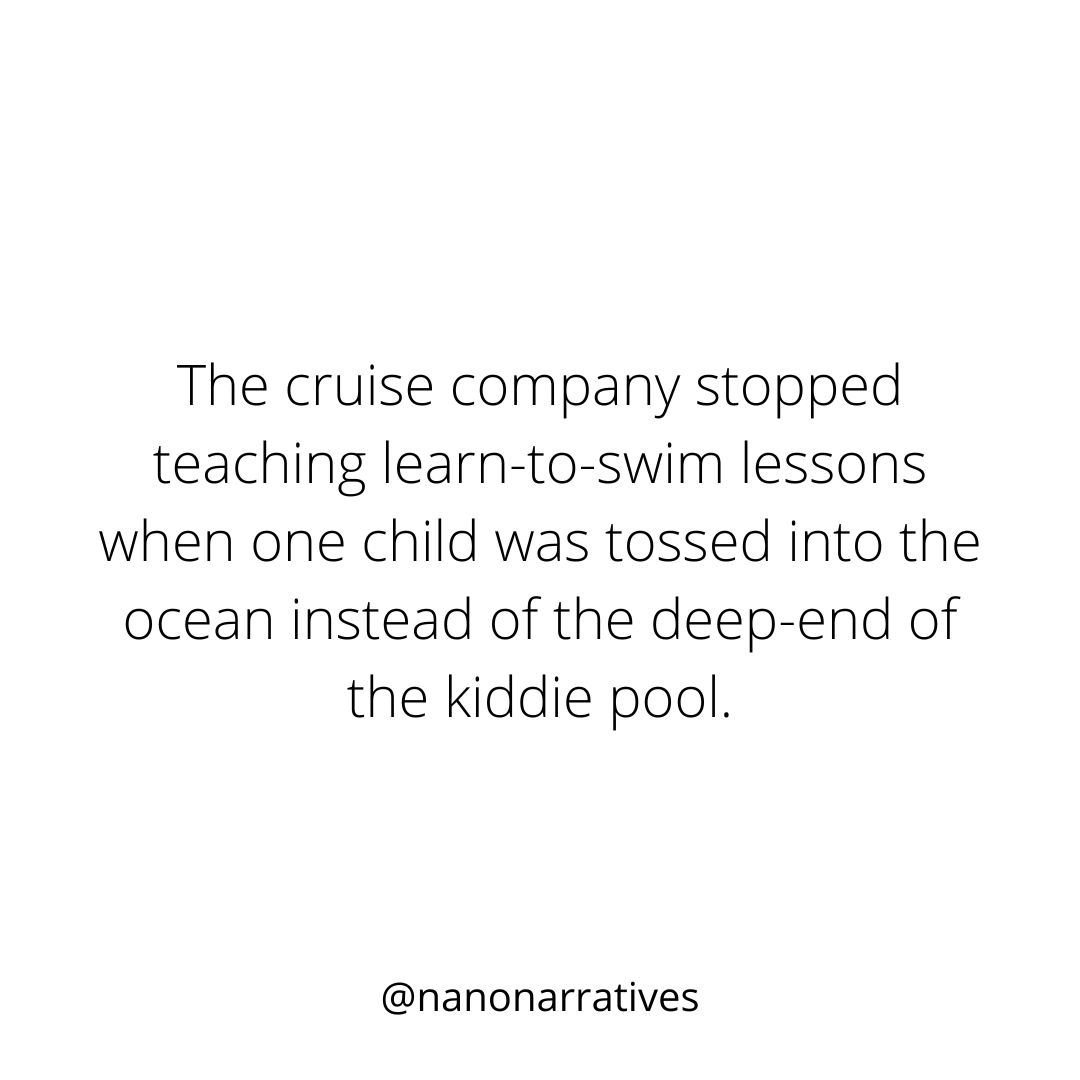 The cruise company stopped
teaching learn-to-swim lessons
when one child was tossed into the
ocean instead of the deep-end of
the kiddie pool.
@nanonarratives